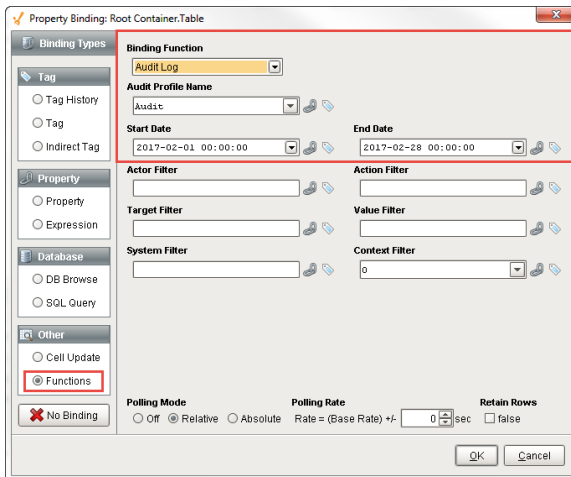 Property Binding: Root Container.Table
Binding Types
Tag
Tag History
Tag
Indirect Tag
Property
Property
Expression
Database
DB Browse
SQL Query
Other
Cell Update
Functions
No Binding
Binding Function
Audit Log
Audit Profile Name
Audit
Start Date End Date
2017-02-01 00:00:00 2017-02-28 00:00:00
Actor Filter Action Filter
Target Filter Value Filter
System Filter Context Filter
0
Polling Mode Polling Rate Retain Rows
Off Relative Absolute Rate = (Base Rate) +/- 0 sec false
OK Cancel